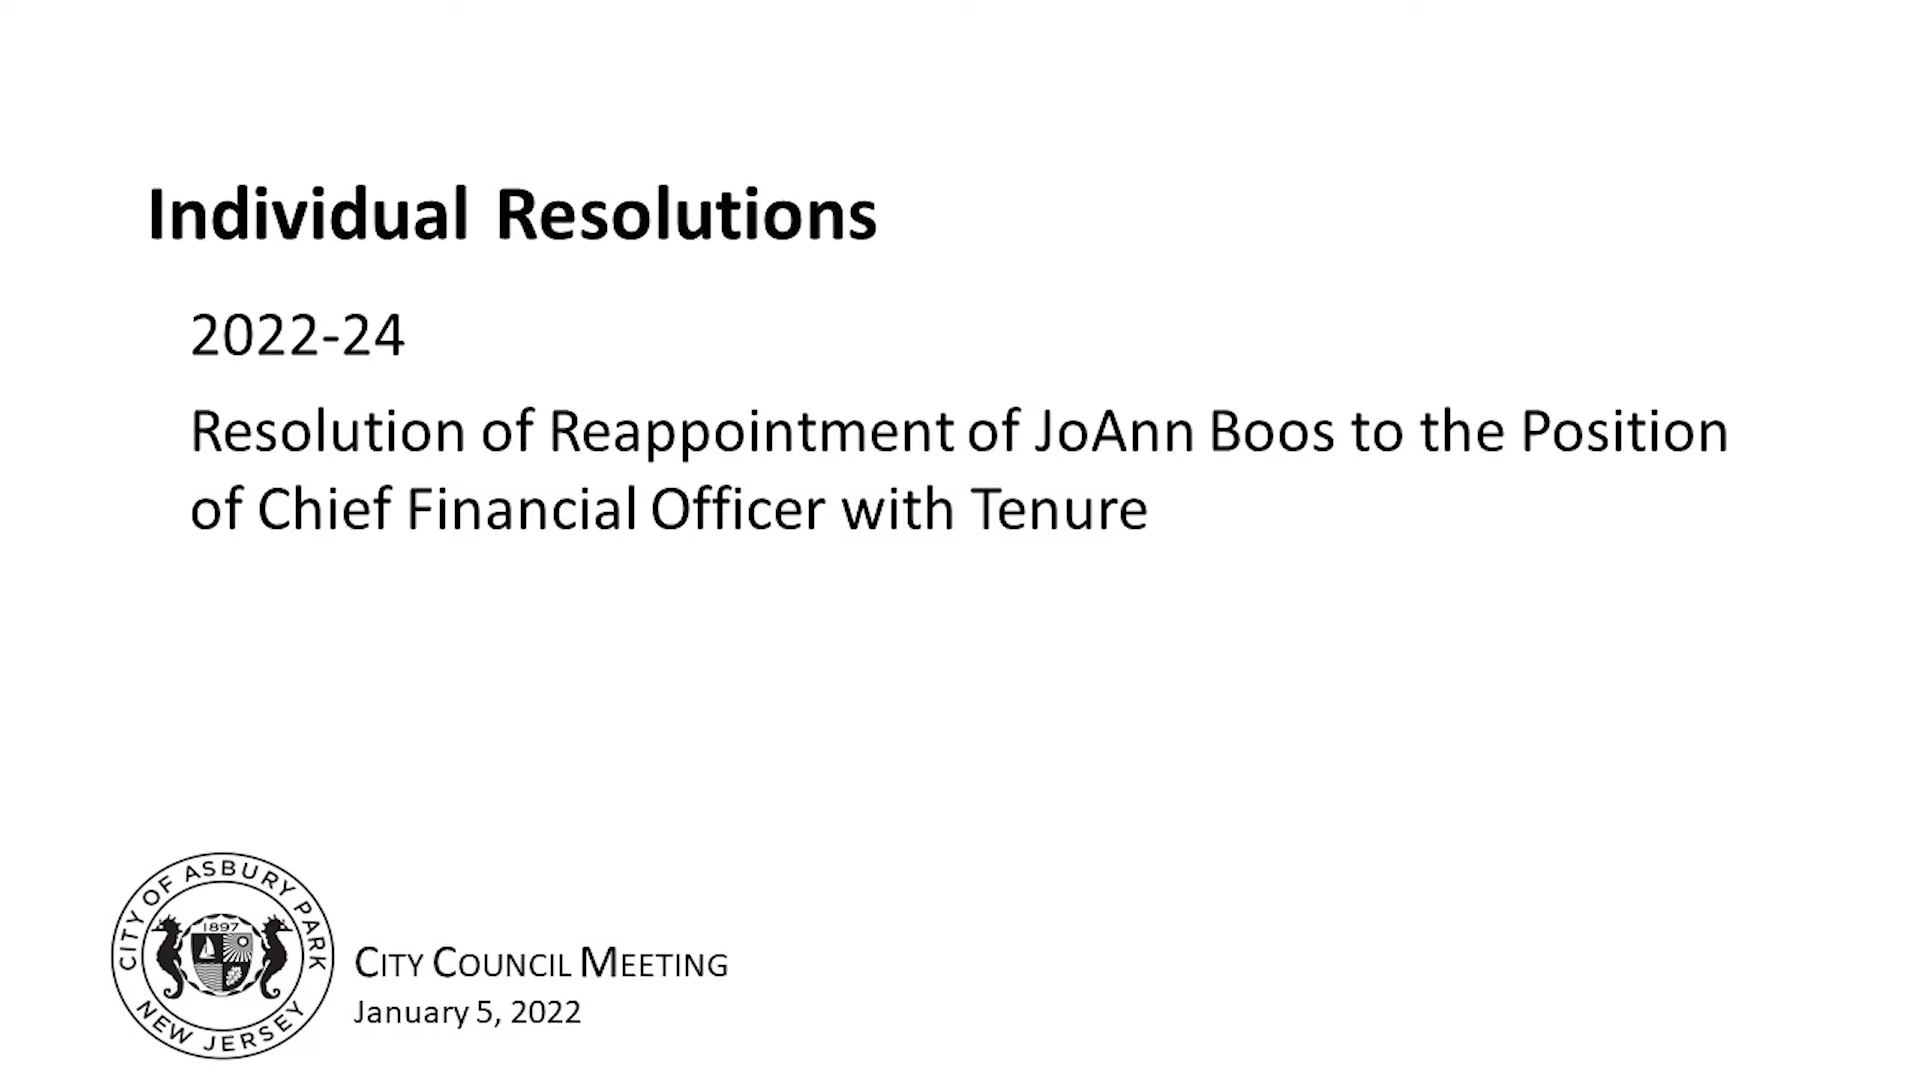 Individual Resolutions
2022-24
Resolution of Reappointment of JoAnn Boos to the Position
of Chief Financial Officer with Tenure
CITY OF ASBURY PARK
1897
NEW JERSEY
CITY COUNCIL MEETING
January 5, 2022